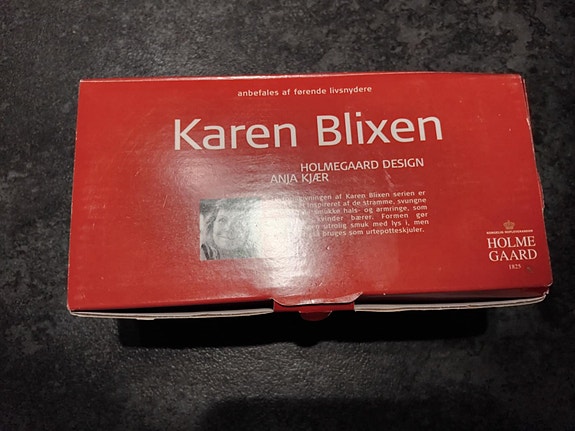 anbefales af førende livsnydere
Karen Blixen
HOLMEGAARD DESIGN
ANJA KJÆR
af Karen Blixen serien er
inspireret af de stramme, svungne
smukke hals- og armringe, som
kvinder bærer. Formen gør
utrolig smuk med lys i, men
bruges som urtepotteskjuler.
HOLME
GAARD
1825